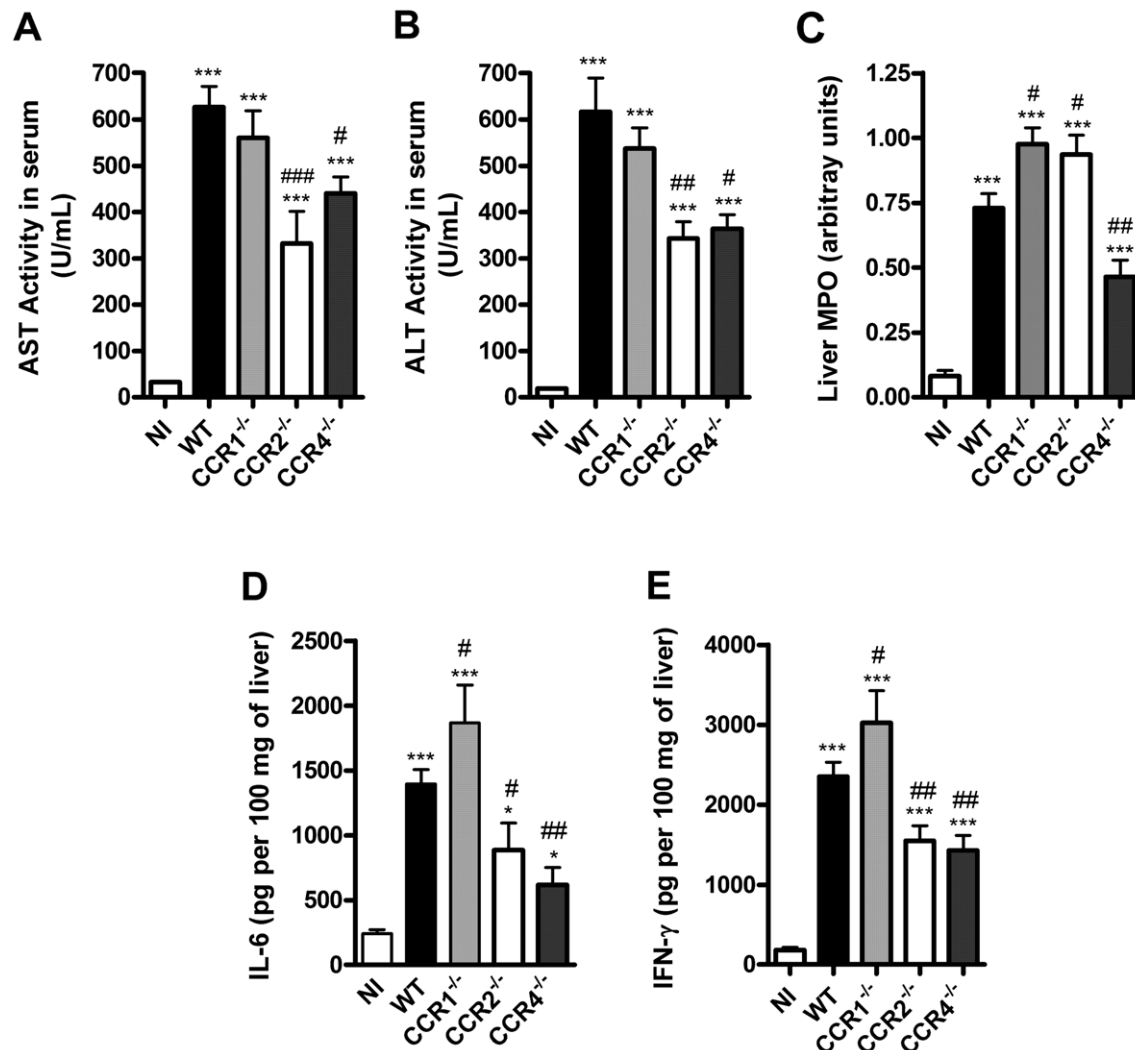 A
AST Activity in serum
(U/mL)
700
600
500
400
300
200
100
0
***
***
###
***
#
***
NI
WT
CCR1-/-
CCR2-/-
CCR4-/-
B
ALT Activity in serum
(U/mL)
700
600
500
400
300
200
100
0
***
***
##
***
#
***
NI
WT
CCR1-/-
CCR2-/-
CCR4-/-
C
Liver MPO (arbitray units)
1.25
1.00
0.75
0.50
0.25
0.00
***
#
***
#
***
##
***
NI
WT
CCR1-/-
CCR2-/-
CCR4-/-
D
IL-6 (pg per 100 mg of liver)
2500
2000
1500
1000
500
0
***
#
***
#
*
##
*
NI
WT
CCR1-/-
CCR2-/-
CCR4-/-
E
IFN-γ (pg per 100 mg of liver)
4000
3000
2000
1000
0
***
#
***
##
***
##
***
NI
WT
CCR1-/-
CCR2-/-
CCR4-/-